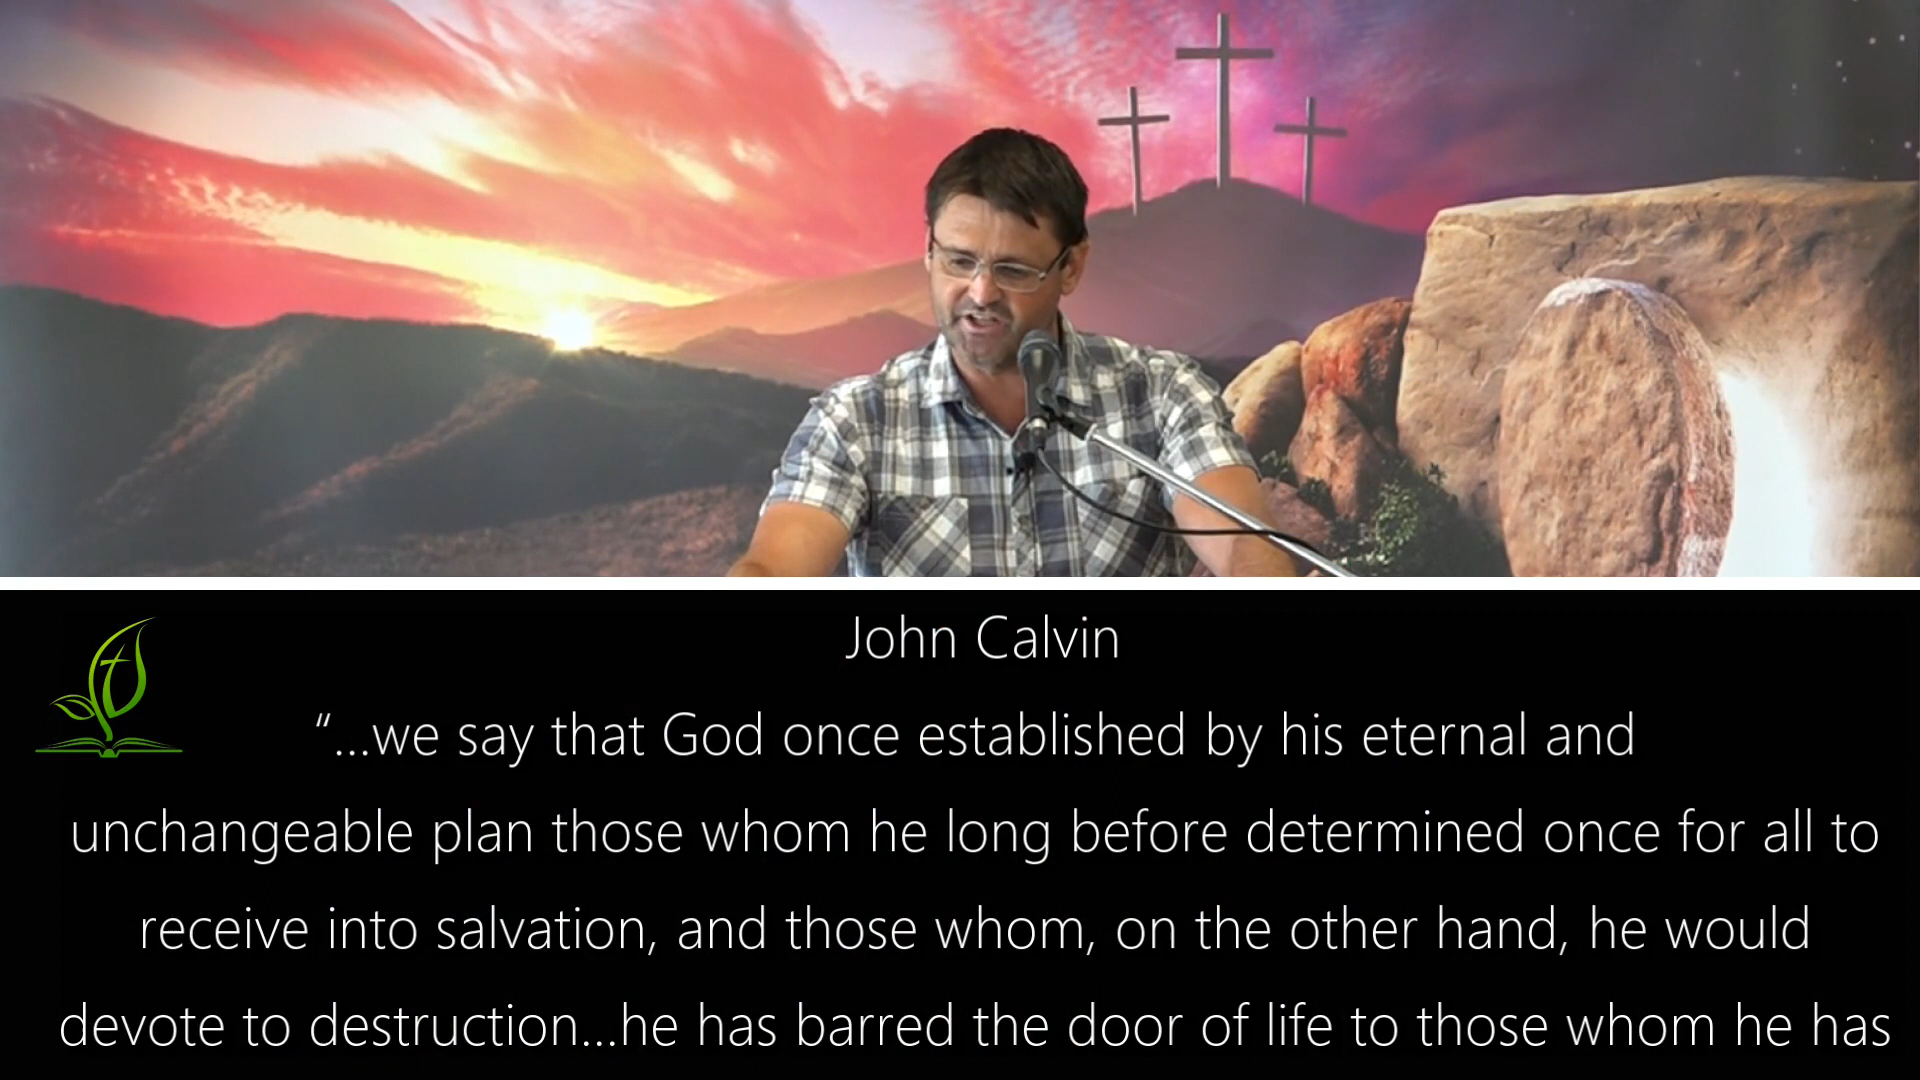 John Calvin
“...we say that God once established by his eternal and
unchangeable plan those whom he long before determined once for all to
receive into salvation, and those whom, on the other hand, he would
devote to destruction...he has barred the door of life to those whom he has